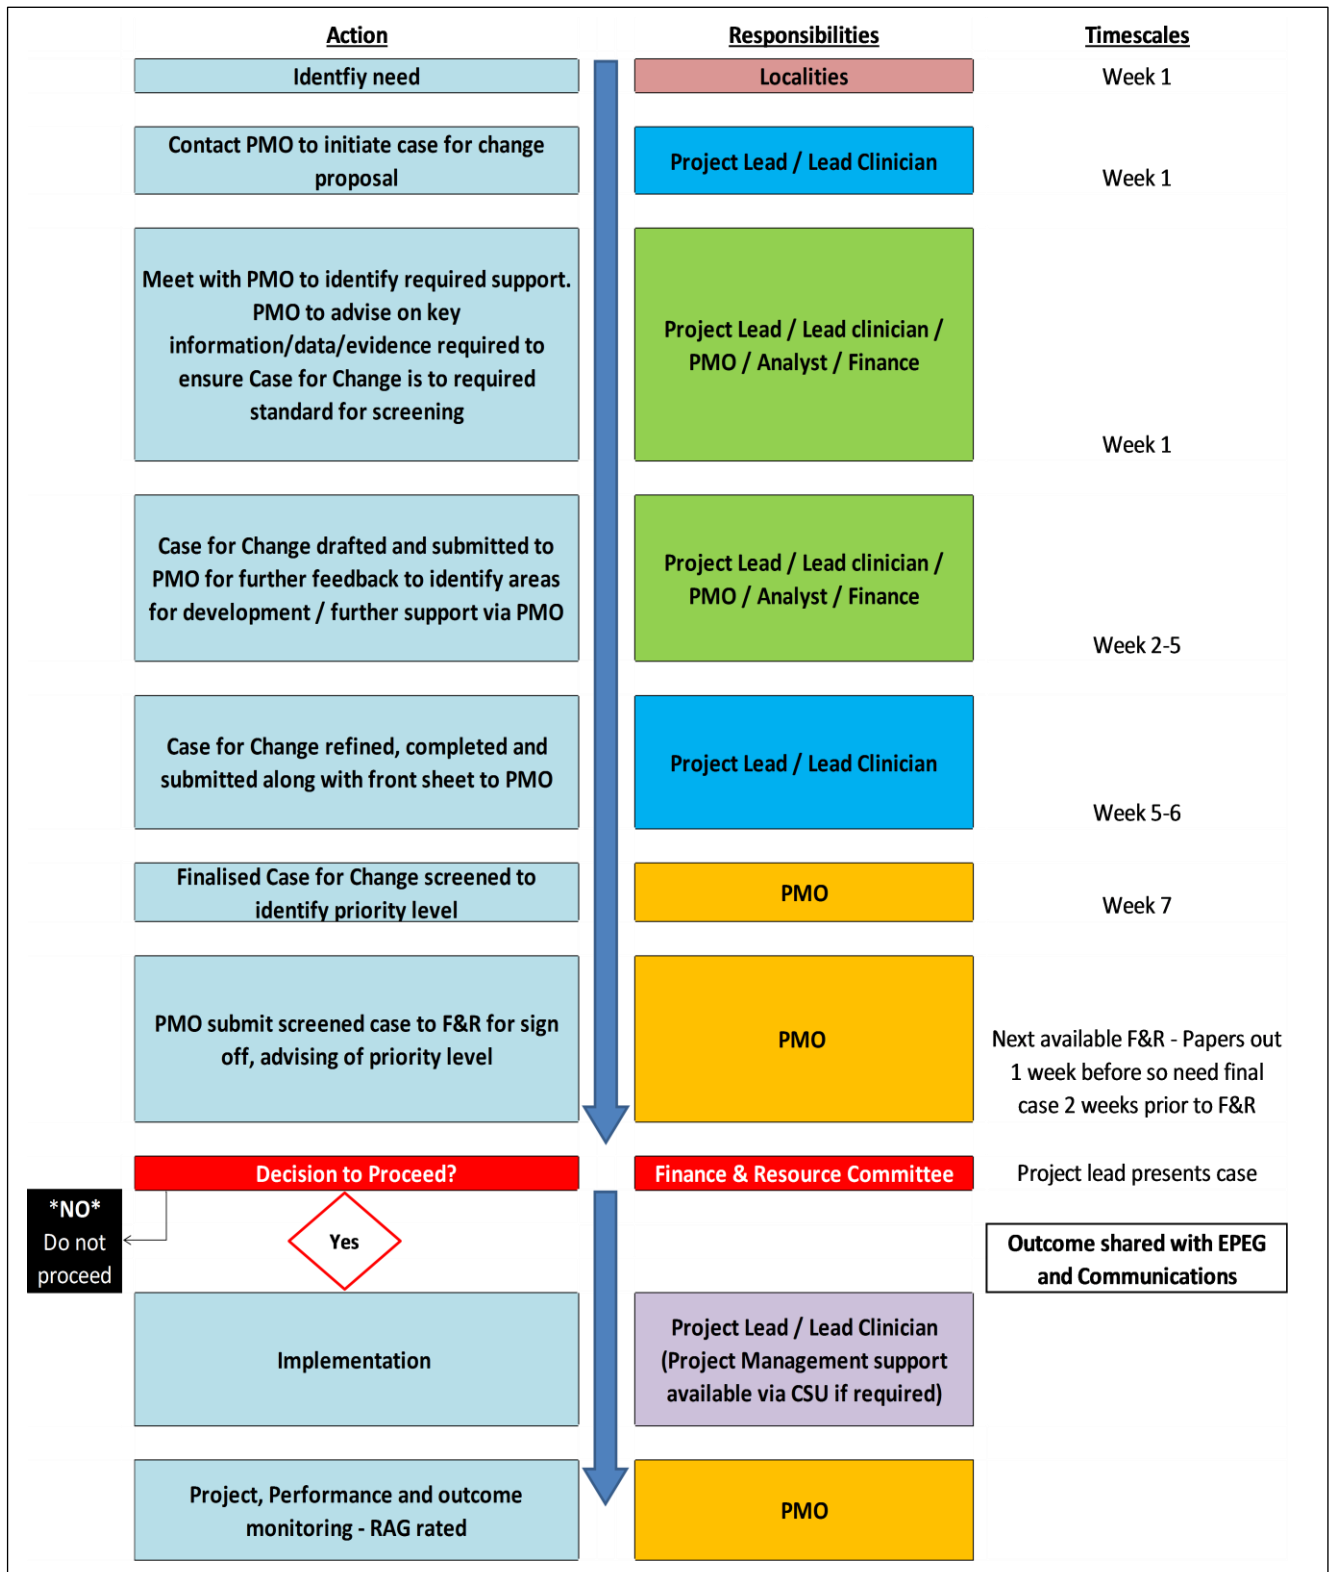 Action
Responsibilities
Timescales
Identfiy need
Localities
Week 1
Contact PMO to initiate case for change
proposal
Project Lead / Lead Clinician
Week 1
Meet with PMO to identify required support.
PMO to advise on key
information/data/evidence required to
ensure Case for Change is to required
standard for screening
Project Lead / Lead clinician /
PMO / Analyst / Finance
Week 1
Case for Change drafted and submitted to
PMO for further feedback to identify areas
for development / further support via PMO
Project Lead / Lead clinician /
PMO / Analyst / Finance
Week 2-5
Case for Change refined, completed and
submitted along with front sheet to PMO
Project Lead / Lead Clinician
Week 5-6
Finalised Case for Change screened to
identify priority level
PMO
Week 7
PMO submit screened case to F&R for sign
off, advising of priority level
PMO
Next available F&R - Papers out
1 week before so need final
case 2 weeks prior to F&R
Decision to Proceed?
Finance & Resource Committee
Project lead presents case
*NO*
Do not
proceed
Yes
Outcome shared with EPEG
and Communications
Implementation
Project Lead / Lead Clinician
(Project Management support
available via CSU if required)
Project, Performance and outcome
monitoring - RAG rated
PMO